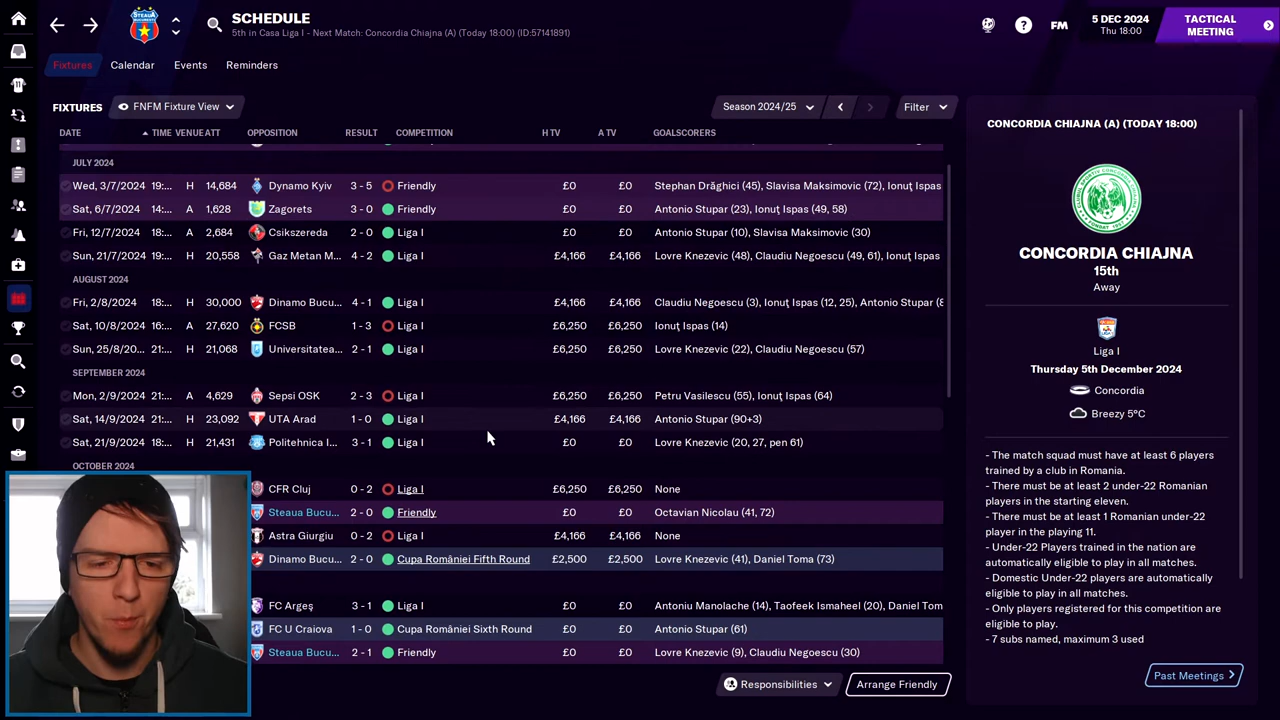 SCHEDULE
5th in Casa Liga I - Next Match: Concordia Chiajna (A) (Today 18:00) (ID:57141891)
FM
5 DEC 2024
Thu 18:00
TACTICAL
MEETING
Fixtures
Calendar
Events
Reminders
FIXTURES
FNFM Fixture View
Season 2024/25
Filter
DATE TIME VENUE ATT OPPOSITION RESULT COMPETITION H TV A TV GOALSCORERS
JULY 2024
Wed, 3/7/2024 19:... H 14,684 Dynamo Kyiv 3 - 5 Friendly £0 £0 Stephan Drăghici (45), Slavisa Maksimovic (72), Ionuț Ispas
Sat, 6/7/2024 14:... A 1,628 Zagorets 3 - 0 Friendly £0 £0 Antonio Stupar (23), Ionuț Ispas (49, 58)
Fri, 12/7/2024 18:... A 2,684 Csikszereda 2 - 0 Liga I £0 £0 Antonio Stupar (10), Slavisa Maksimovic (30)
Sun, 21/7/2024 19:... H 20,558 Gaz Metan M... 4 - 2 Liga I £4,166 £4,166 Lovre Knezevic (48), Claudiu Negoescu (49, 61), Ionuț Ispas
AUGUST 2024
Fri, 2/8/2024 18:... H 30,000 Dinamo Bucu... 4 - 1 Liga I £4,166 £4,166 Claudiu Negoescu (3), Ionuț Ispas (12, 25), Antonio Stupar (8
Sat, 10/8/2024 16:... A 27,620 FCSB 1 - 3 Liga I £6,250 £6,250 Ionuț Ispas (14)
Sun, 25/8/20... 21:... H 21,068 Universitatea... 2 - 1 Liga I £6,250 £6,250 Lovre Knezevic (22), Claudiu Negoescu (57)
SEPTEMBER 2024
Mon, 2/9/2024 21:... A 4,629 Sepsi OSK 2 - 3 Liga I £6,250 £6,250 Petru Vasilescu (55), Ionuț Ispas (64)
Sat, 14/9/2024 21:... H 23,092 UTA Arad 1 - 0 Liga I £4,166 £4,166 Antonio Stupar (90+3)
Sat, 21/9/2024 18:... H 21,431 Politehnica I... 3 - 1 Liga I £0 £0 Lovre Knezevic (20, 27, pen 61)
OCTOBER 2024
CFR Cluj 0 - 2 Liga I £6,250 £6,250 None
Steaua Bucu... 2 - 0 Friendly £0 £0 Octavian Nicolau (41, 72)
Astra Giurgiu 0 - 2 Liga I £4,166 £4,166 None
Dinamo Bucu... 2 - 0 Cupa României Fifth Round £2,500 £2,500 Lovre Knezevic (41), Daniel Toma (73)
FC Argeș 3 - 1 Liga I £0 £0 Antoniu Manolache (14), Taofeek Ismaheel (20), Daniel Tom
FC U Craiova 1 - 0 Cupa României Sixth Round £0 £0 Antonio Stupar (61)
Steaua Bucu... 2 - 1 Friendly £0 £0 Lovre Knezevic (9), Claudiu Negoescu (30)
Responsibilities
Arrange Friendly
CONCORDIA CHIAJNA (A) (TODAY 18:00)
CONCORDIA CHIAJNA
15th
Away
Liga I
Thursday 5th December 2024
Concordia
Breezy 5°C
- The match squad must have at least 6 players
trained by a club in Romania.
- There must be at least 2 under-22 Romanian
players in the starting eleven.
- There must be at least 1 Romanian under-22
player in the playing 11.
- Under-22 Players trained in the nation are
automatically eligible to play in all matches.
- Domestic Under-22 players are automatically
eligible to play in all matches.
- Only players registered for this competition are
eligible to play.
- 7 subs named, maximum 3 used
Past Meetings